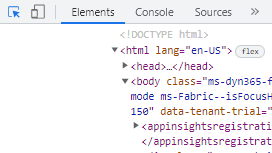 Elements Console Sources
<!DOCTYPE html>
<html lang="en-US"> flex
<head>…</head>
<body class="ms-dyn365-f
mode ms-Fabric--isFocusH
150" data-tenant-trial="
<appinsightsregistrati
</appinsightsregistrat